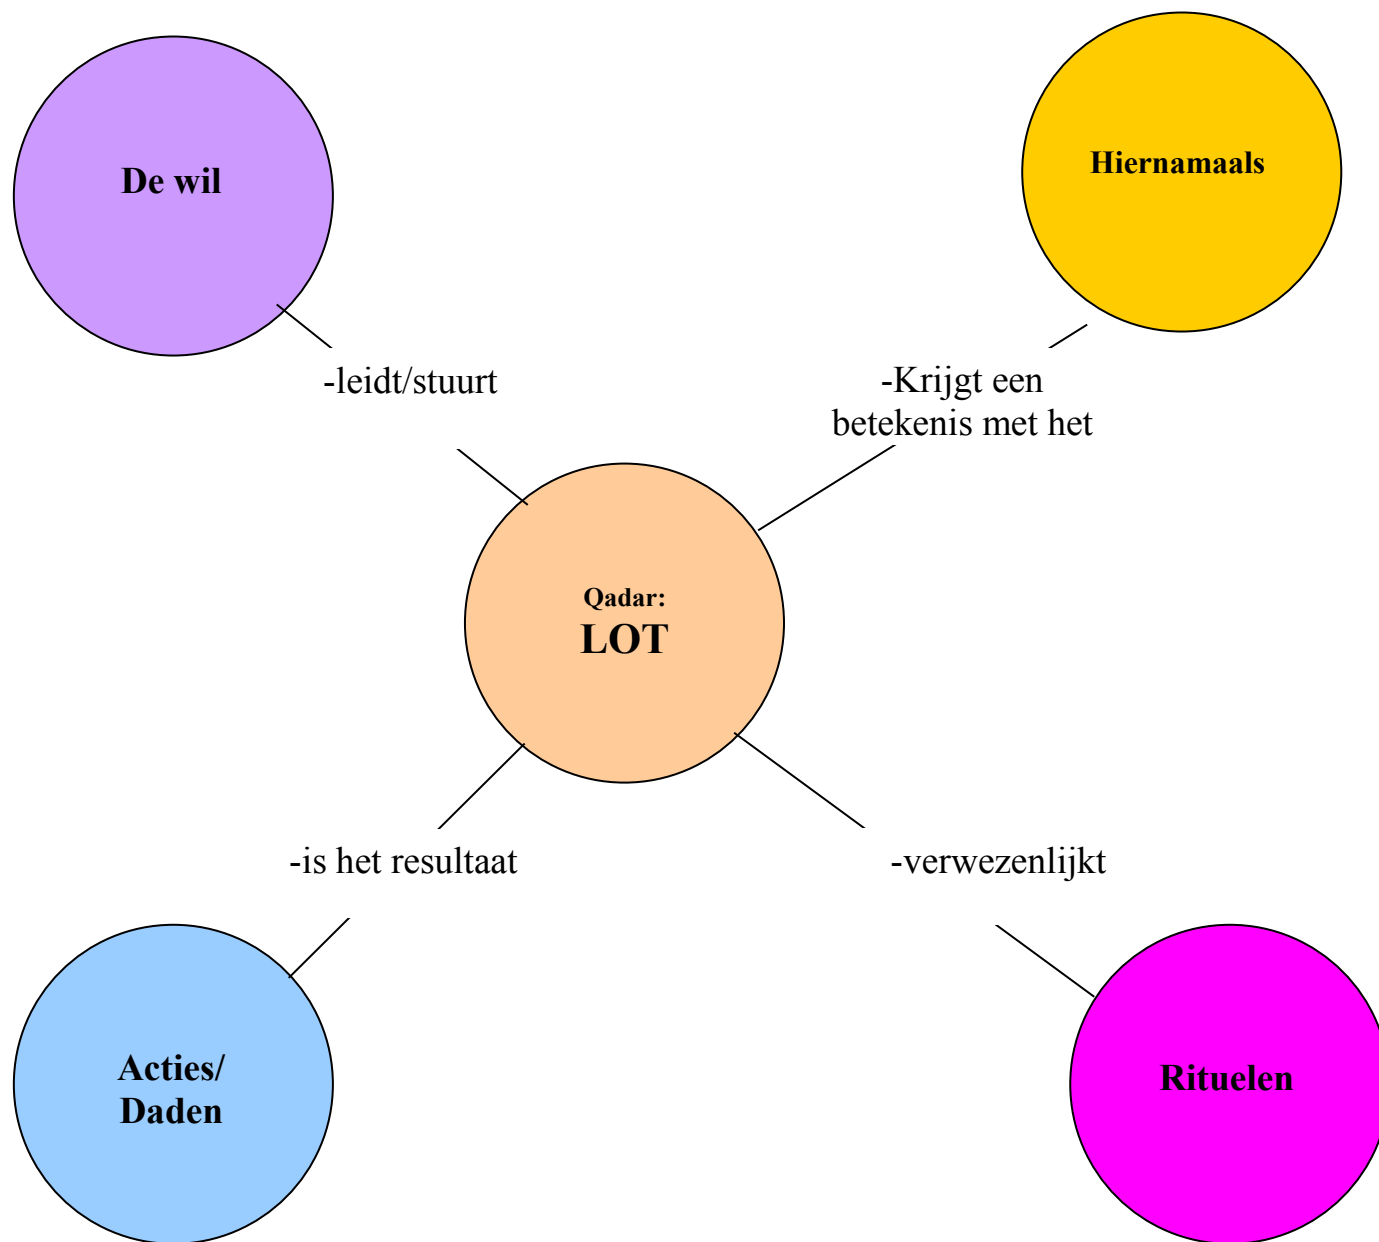 De wil
Hiernamaals
-leidt/stuurt
-Krijgt een
betekenis met het
Qadar:
LOT
-is het resultaat
-verwezenlijkt
Acties/
Daden
Rituelen